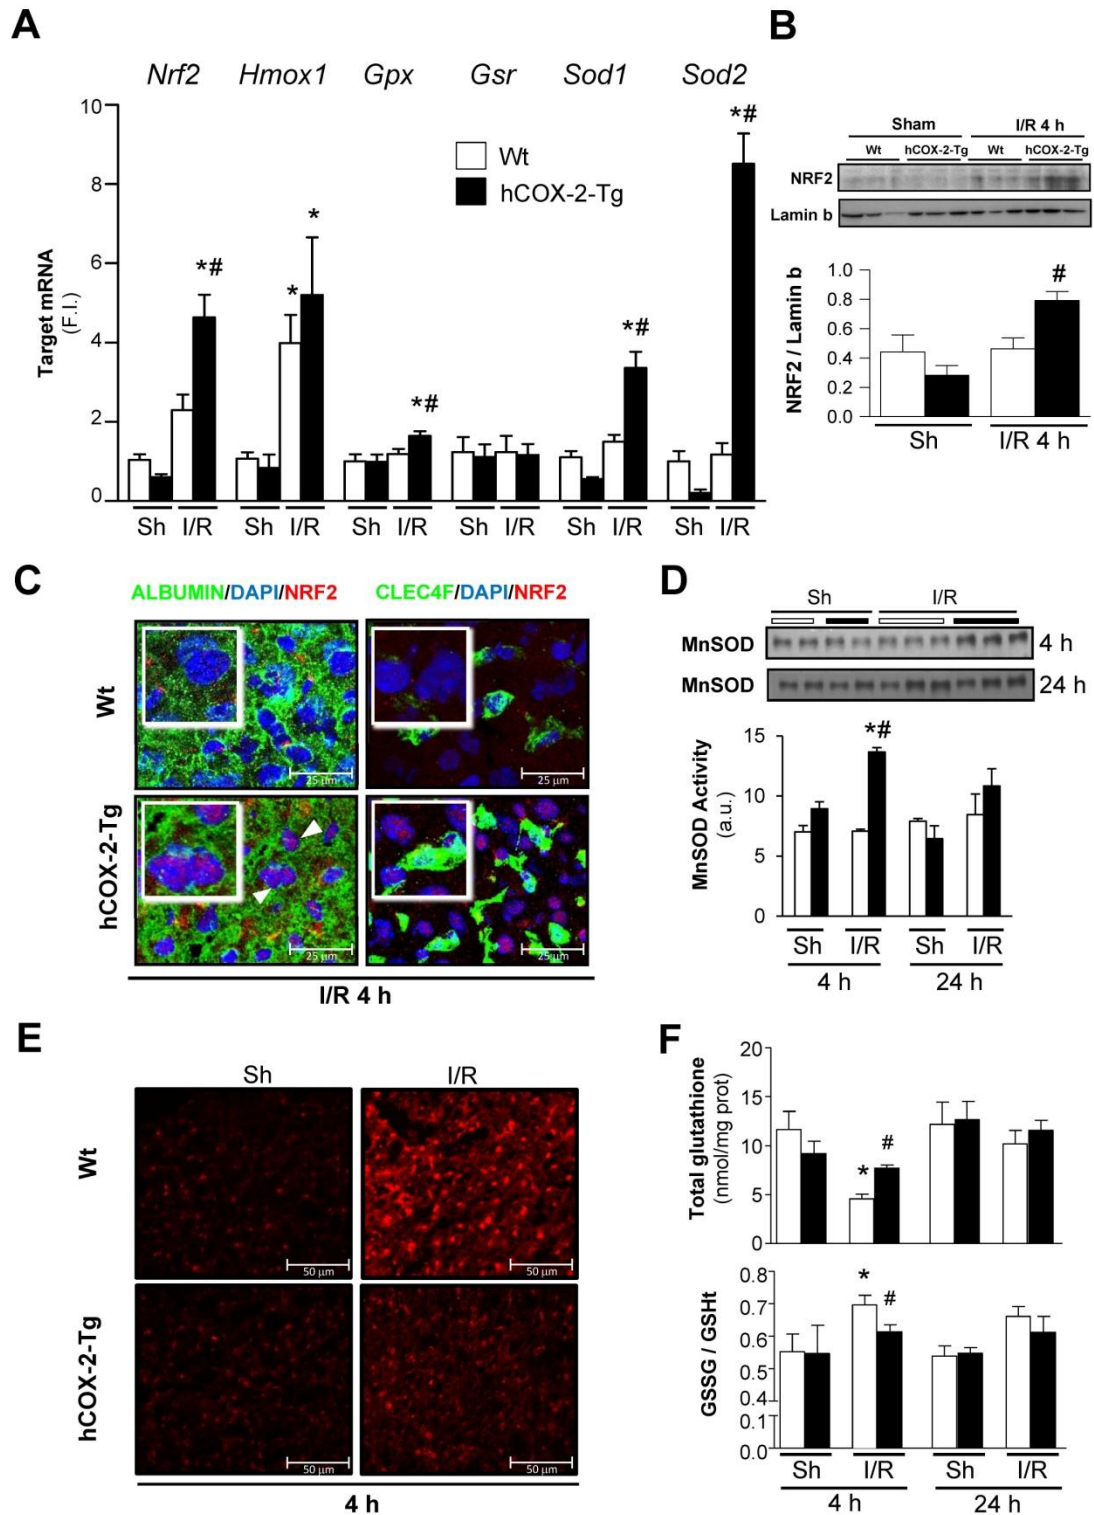 A
Nrf2 Hmox1 Gpx Gsr Sod1 Sod2
10
8
6
4
2
0
Target mRNA
(F.I.)
Wt
hCOX-2-Tg
*#
*
*
*#
*#
*#
Sh I/R Sh I/R Sh I/R Sh I/R Sh I/R Sh I/R
B
Sham I/R 4 h
Wt hCOX-2-Tg Wt hCOX-2-Tg
NRF2
Lamin b
NRF2 / Lamin b
1.0
0.8
0.6
0.4
0.2
0.0
#
Sh I/R 4 h
C
ALBUMIN/DAPI/NRF2 CLEC4F/DAPI/NRF2
Wt
25 µm 25 µm
hCOX-2-Tg
25 µm 25 µm
I/R 4 h
D
Sh I/R
MnSOD 4 h
MnSOD 24 h
MnSOD Activity
(a.u.)
15
10
5
0
*#
Sh I/R Sh I/R
4 h 24 h
E
Sh I/R
Wt
50 µm 50 µm
hCOX-2-Tg
50 µm 50 µm
4 h
F
Total glutathione
(nmol/mg prot)
20
15
10
5
0
* #
GSSG / GSHt
0.8
0.7
0.6
0.5
0.4
0.1
0.0
* #
Sh I/R Sh I/R
4 h 24 h